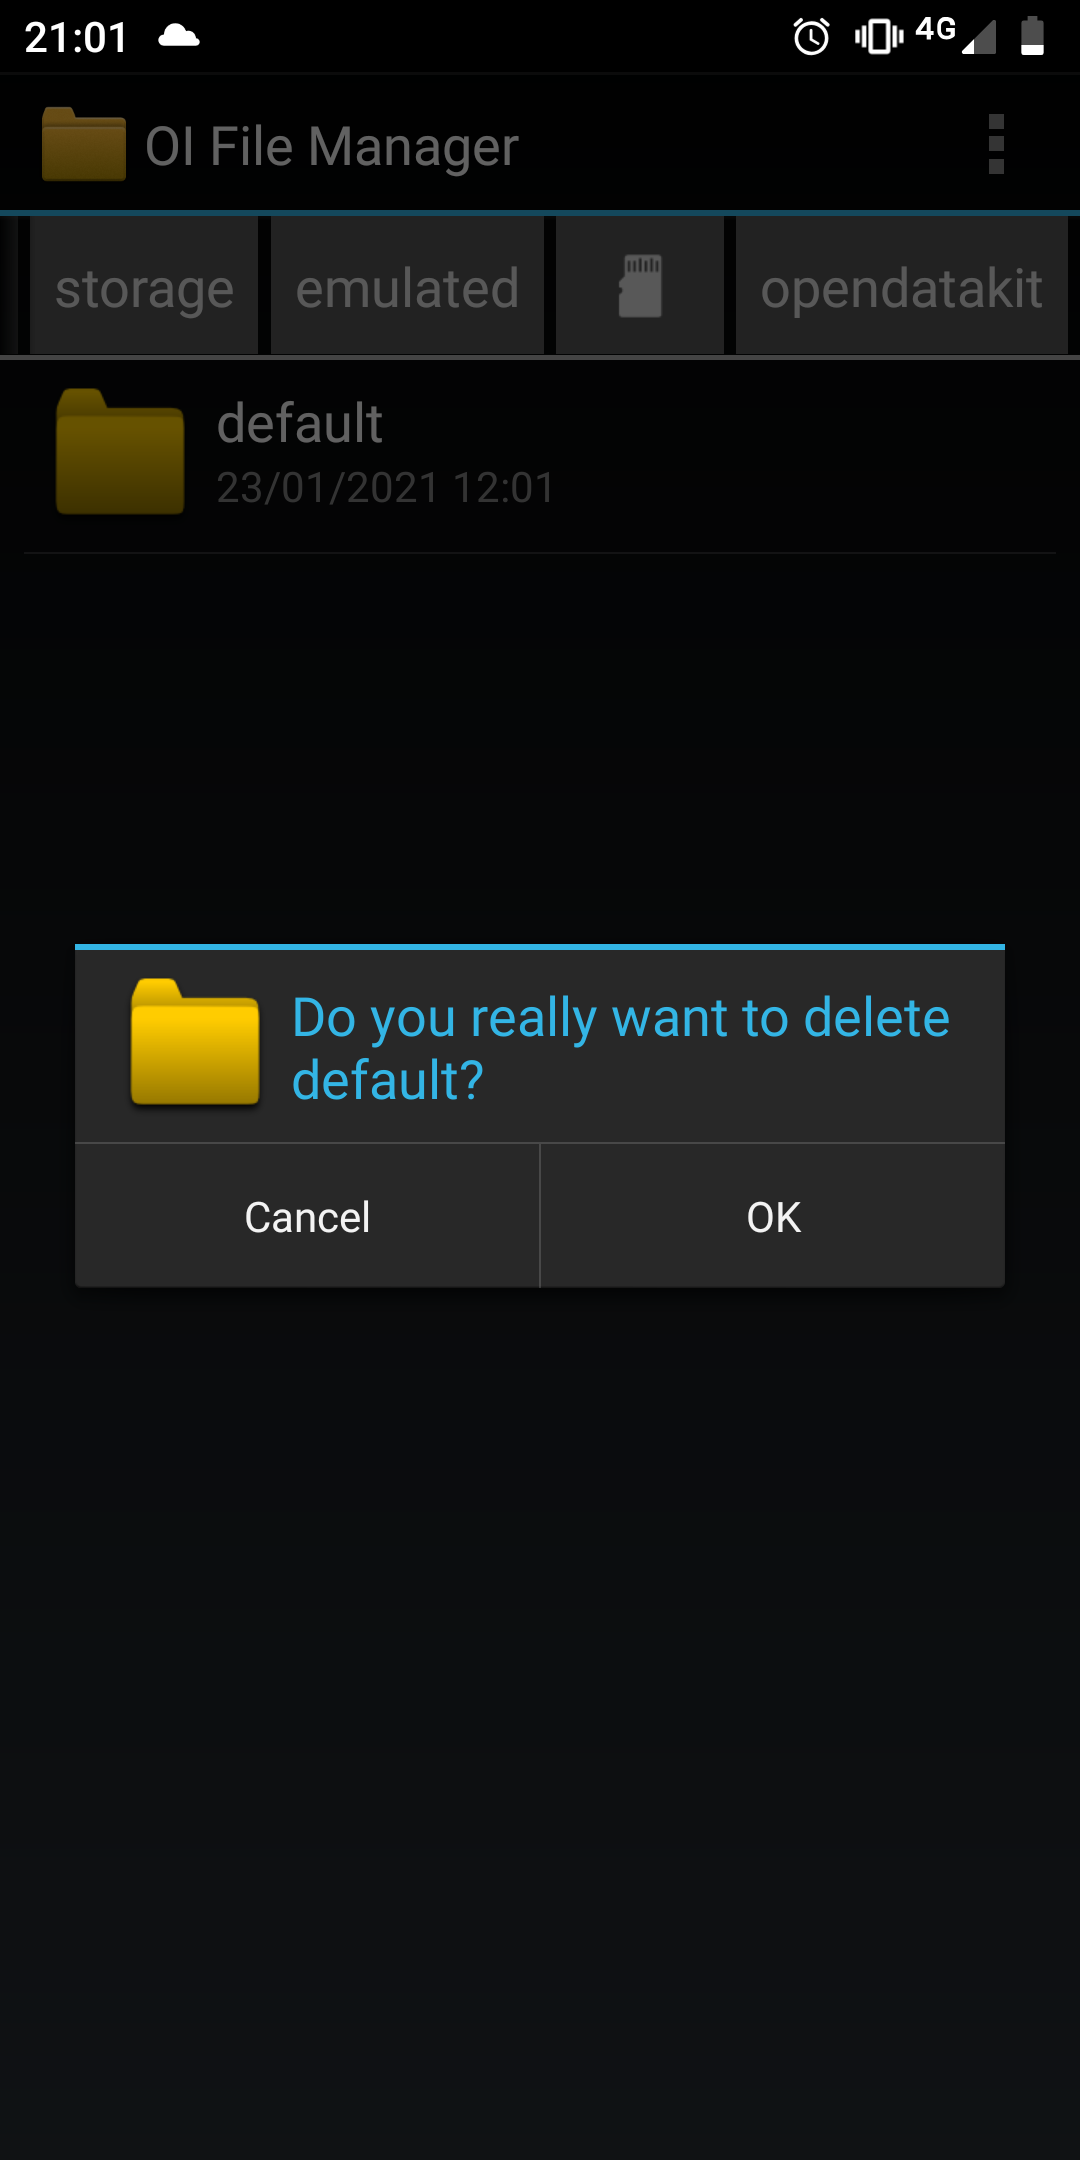 21:01 4G
OI File Manager
storage emulated opendatakit
default
23/01/2021 12:01
Do you really want to delete
default?
Cancel OK